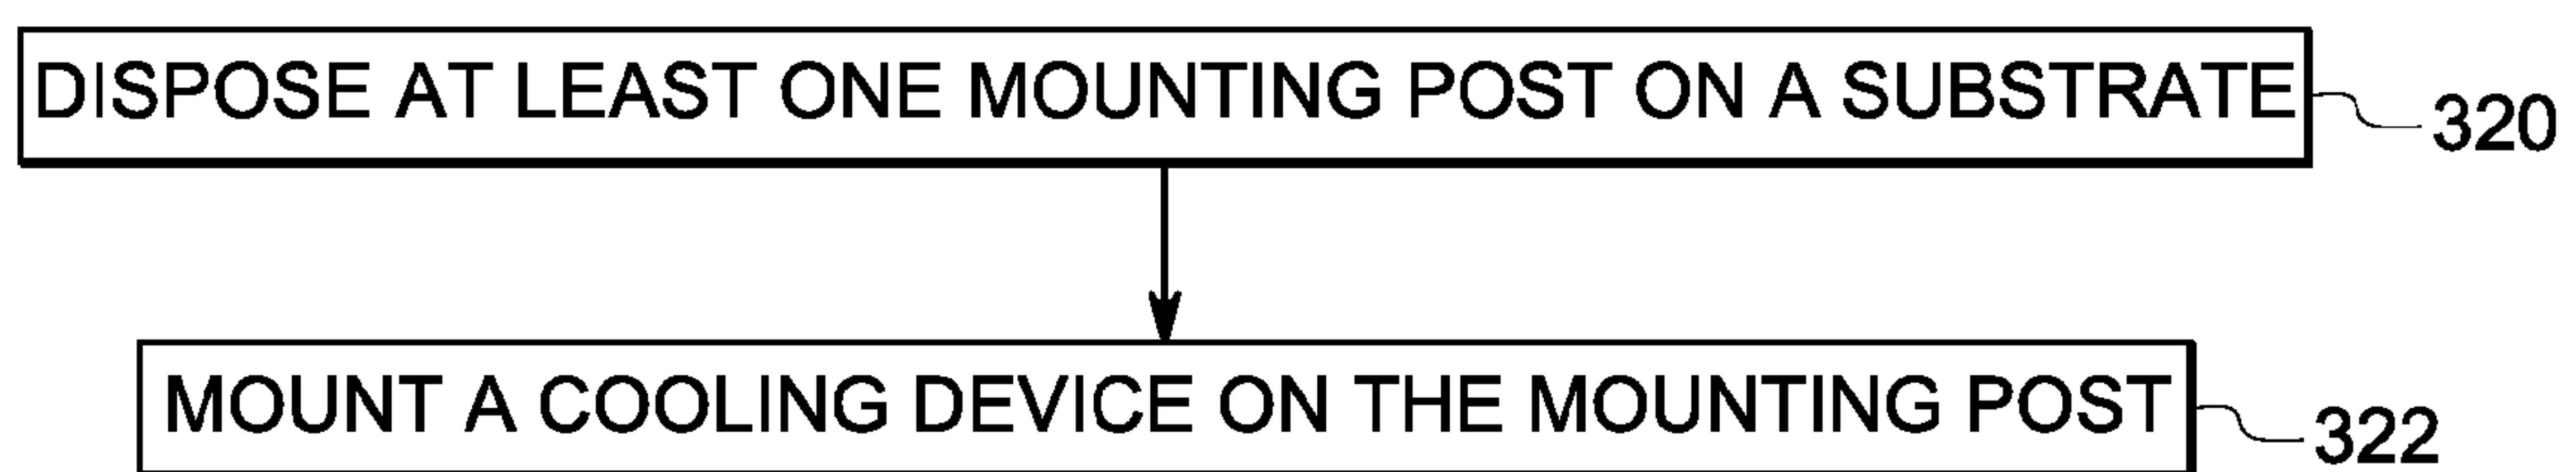 DISPOSE AT LEAST ONE MOUNTING POST ON A SUBSTRATE
320
MOUNT A COOLING DEVICE ON THE MOUNTING POST
322